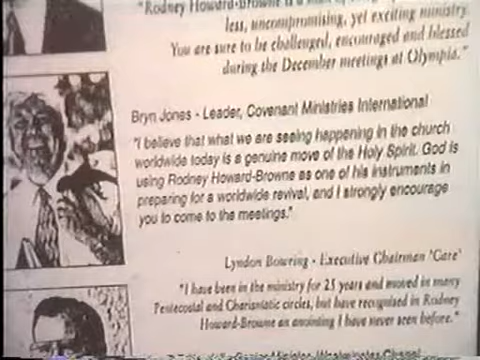 "Rodney Howard-Browne is a man of
less, uncompromising, yet exciting ministry.
You are sure to be challenged, encouraged and blessed
during the December meetings at Olympia."
Bryn Jones - Leader, Covenant Ministries International
"I believe that what we are seeing happening in the church
worldwide today is a genuine move of the Holy Spirit. God is
using Rodney Howard-Browne as one of his instruments in
preparing for a worldwide revival, and I strongly encourage
you to come to the meetings."
Lyndon Bowring - Executive Chairman 'Care'
"I have been in the ministry for 25 years and moved in many
Pentecostal and Charismatic circles, but have recognised in Rodney
Howard-Browne an anointing I have never seen before."